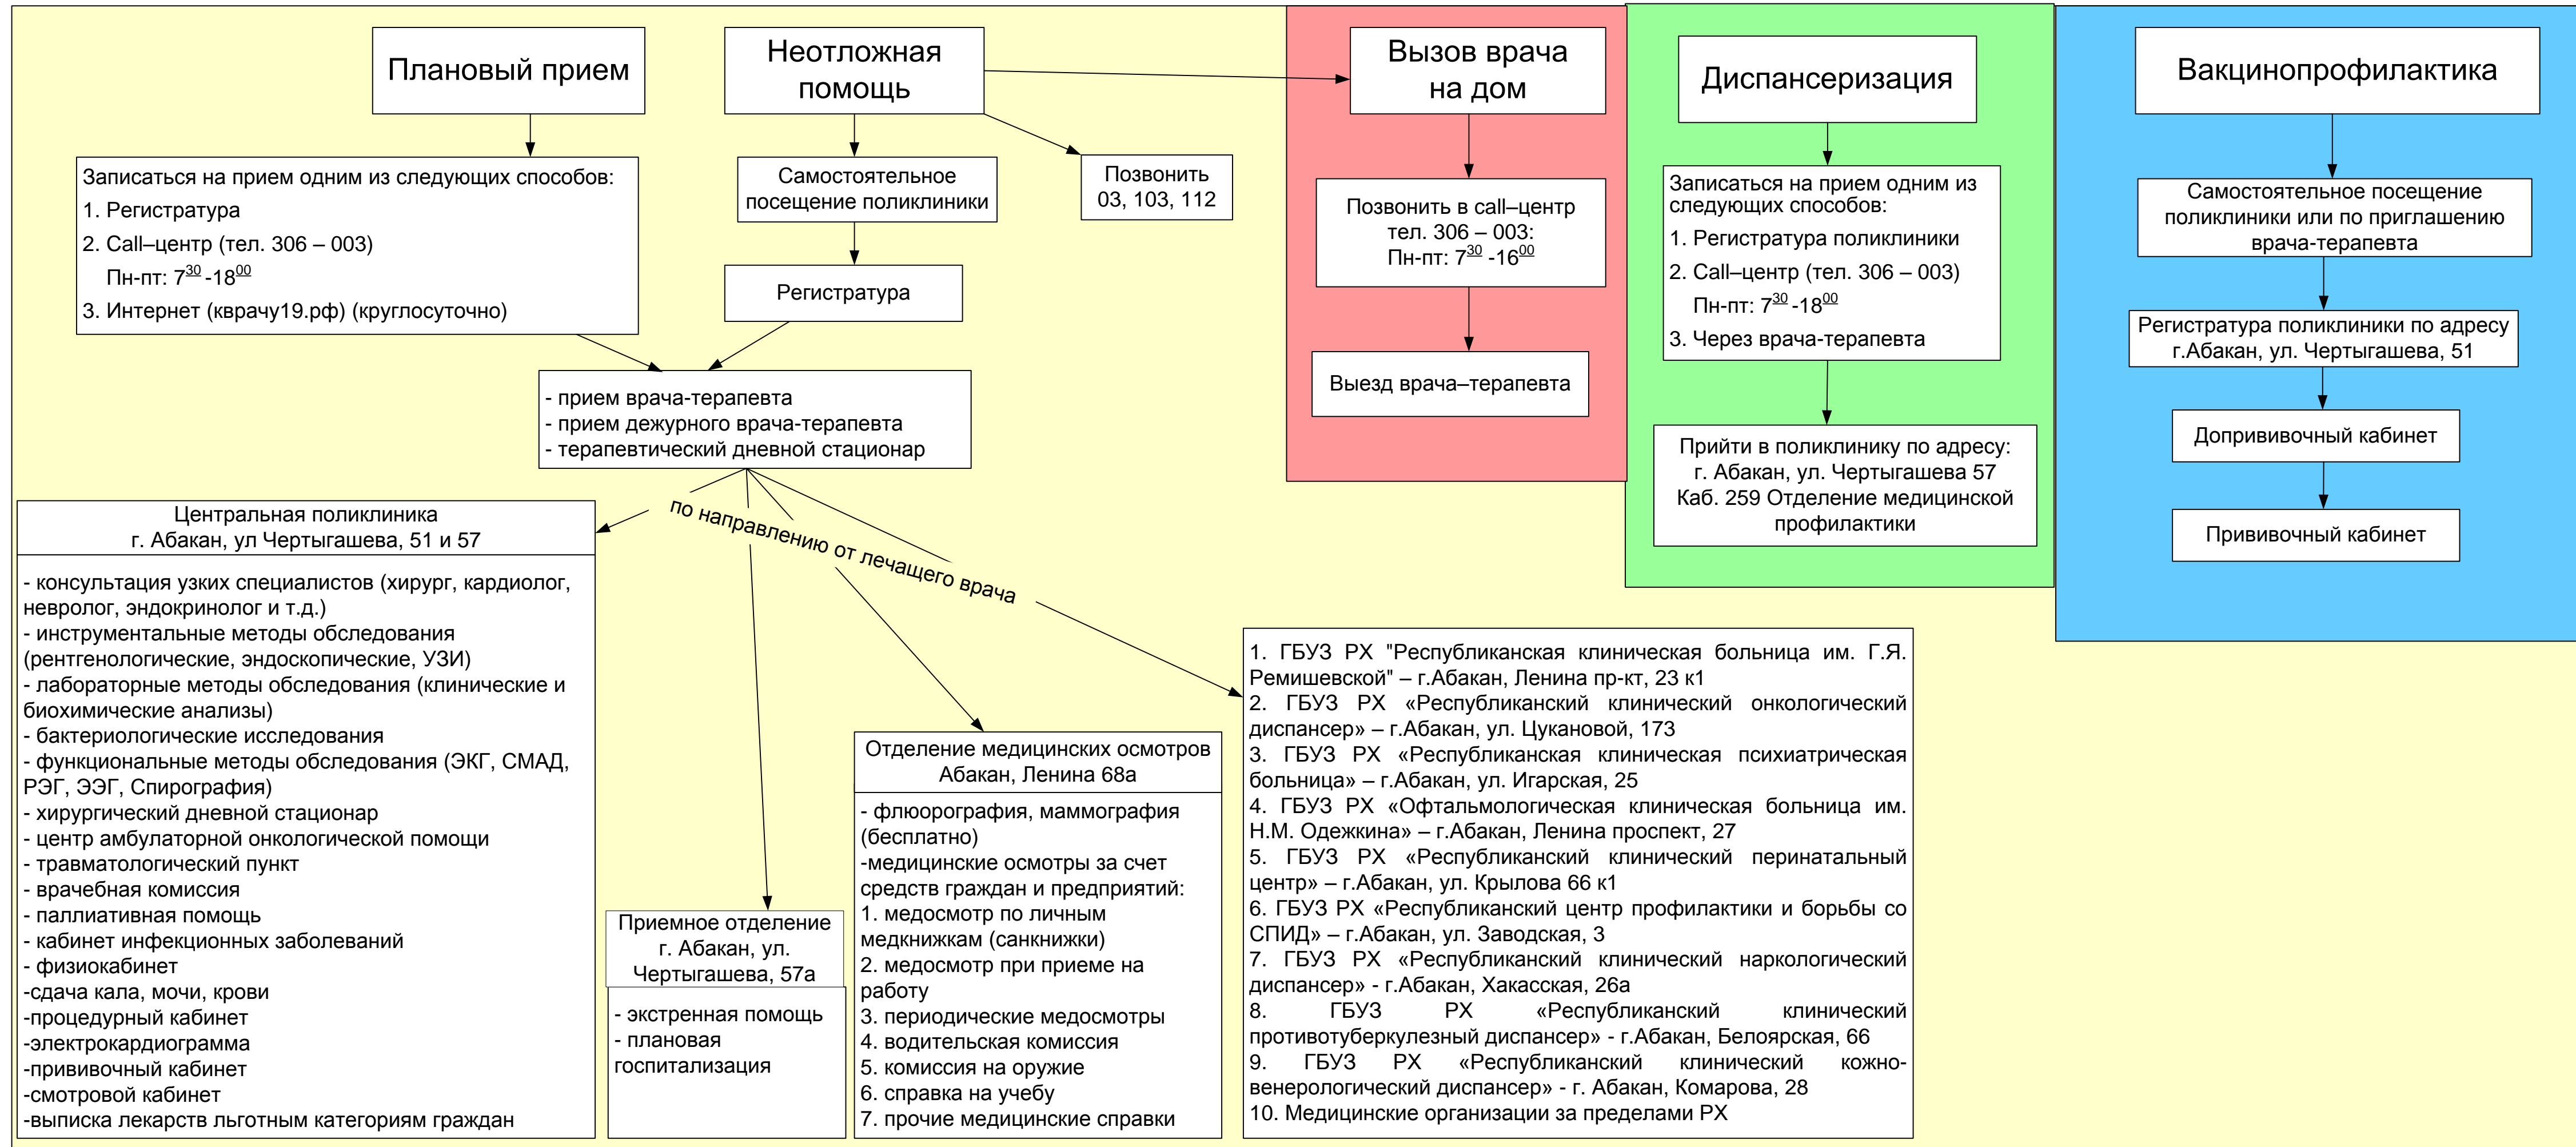 Плановый прием
Неотложная
помощь
Вызов врача
на дом
Диспансеризация
Вакцинопрофилактика
Записаться на прием одним из следующих способов:
1. Регистратура
2. Call–центр (тел. 306 – 003)
Пн-пт: 7³⁰ -18⁰⁰
3. Интернет (кврачу19.рф) (круглосуточно)
Самостоятельное
посещение поликлиники
Позвонить
03, 103, 112
Регистратура
- прием врача-терапевта
- прием дежурного врача-терапевта
- терапевтический дневной стационар
Позвонить в call–центр
тел. 306 – 003:
Пн-пт: 7³⁰ -16⁰⁰
Выезд врача–терапевта
Записаться на прием одним из
следующих способов:
1. Регистратура поликлиники
2. Call–центр (тел. 306 – 003)
Пн-пт: 7³⁰ -18⁰⁰
3. Через врача-терапевта
Прийти в поликлинику по адресу:
г. Абакан, ул. Чертыгашева 57
Каб. 259 Отделение медицинской
профилактики
Самостоятельное посещение
поликлиники или по приглашению
врача-терапевта
Регистратура поликлиники по адресу
г.Абакан, ул. Чертыгашева, 51
Допрививочный кабинет
Прививочный кабинет
по направлению от лечащего врача
Центральная поликлиника
г. Абакан, ул Чертыгашева, 51 и 57
- консультация узких специалистов (хирург, кардиолог,
невролог, эндокринолог и т.д.)
- инструментальные методы обследования
(рентгенологические, эндоскопические, УЗИ)
- лабораторные методы обследования (клинические и
биохимические анализы)
- бактериологические исследования
- функциональные методы обследования (ЭКГ, СМАД,
РЭГ, ЭЭГ, Спирография)
- хирургический дневной стационар
- центр амбулаторной онкологической помощи
- травматологический пункт
- врачебная комиссия
- паллиативная помощь
- кабинет инфекционных заболеваний
- физиокабинет
-сдача кала, мочи, крови
-процедурный кабинет
-электрокардиограмма
-прививочный кабинет
-смотровой кабинет
-выписка лекарств льготным категориям граждан
Приемное отделение
г. Абакан, ул.
Чертыгашева, 57а
- экстренная помощь
- плановая
госпитализация
Отделение медицинских осмотров
Абакан, Ленина 68а
- флюорография, маммография
(бесплатно)
-медицинские осмотры за счет
средств граждан и предприятий:
1. медосмотр по личным
медкнижкам (санкнижки)
2. медосмотр при приеме на
работу
3. периодические медосмотры
4. водительская комиссия
5. комиссия на оружие
6. справка на учебу
7. прочие медицинские справки
1. ГБУЗ РХ "Республиканская клиническая больница им. Г.Я.
Ремишевской" – г.Абакан, Ленина пр-кт, 23 к1
2. ГБУЗ РХ «Республиканский клинический онкологический
диспансер» – г.Абакан, ул. Цукановой, 173
3. ГБУЗ РХ «Республиканская клиническая психиатрическая
больница» – г.Абакан, ул. Игарская, 25
4. ГБУЗ РХ «Офтальмологическая клиническая больница им.
Н.М. Одежкина» – г.Абакан, Ленина проспект, 27
5. ГБУЗ РХ «Республиканский клинический перинатальный
центр» – г.Абакан, ул. Крылова 66 к1
6. ГБУЗ РХ «Республиканский центр профилактики и борьбы со
СПИД» – г.Абакан, ул. Заводская, 3
7. ГБУЗ РХ «Республиканский клинический наркологический
диспансер» - г.Абакан, Хакасская, 26а
8. ГБУЗ РХ «Республиканский клинический
противотуберкулезный диспансер» - г.Абакан, Белоярская, 66
9. ГБУЗ РХ «Республиканский клинический кожно-
венерологический диспансер» - г. Абакан, Комарова, 28
10. Медицинские организации за пределами РХ